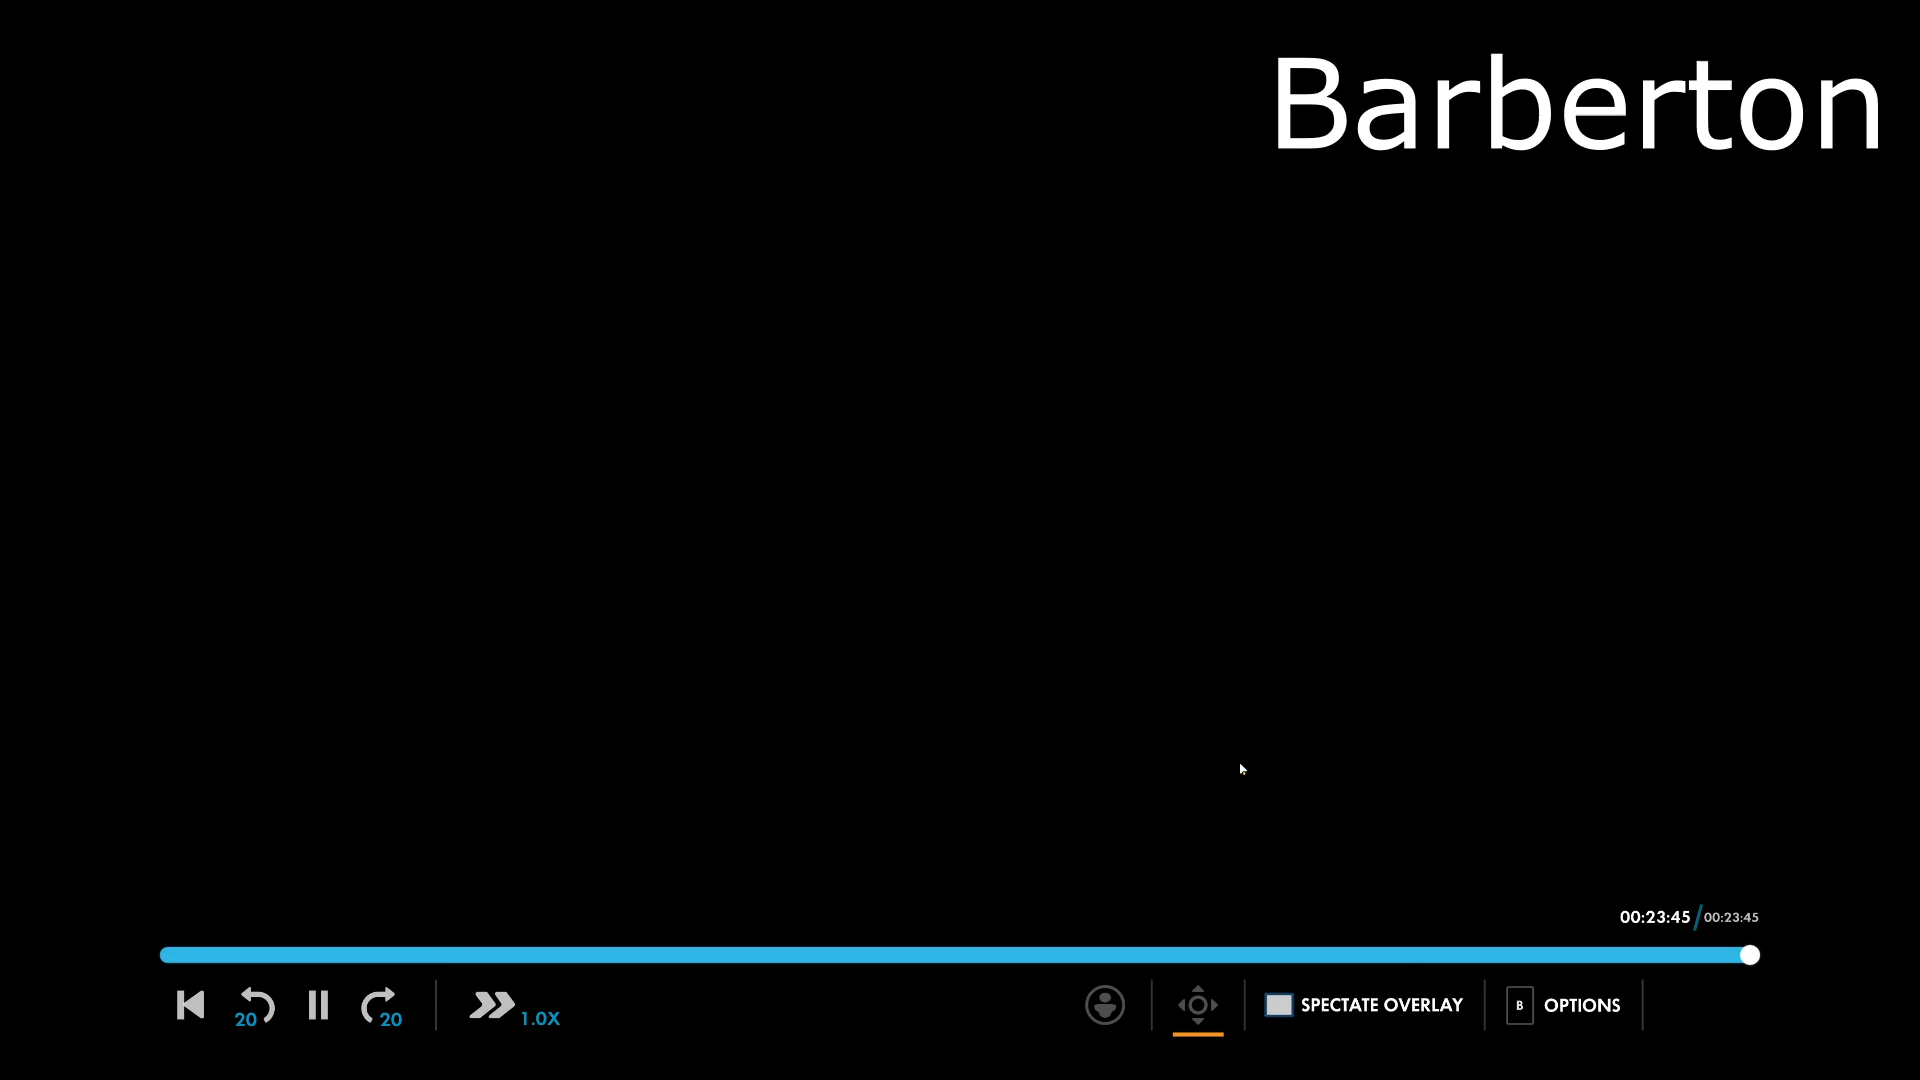 Barberton
00:23:45/00:23:45
20
20
1.0X
SPECTATE OVERLAY
B OPTIONS